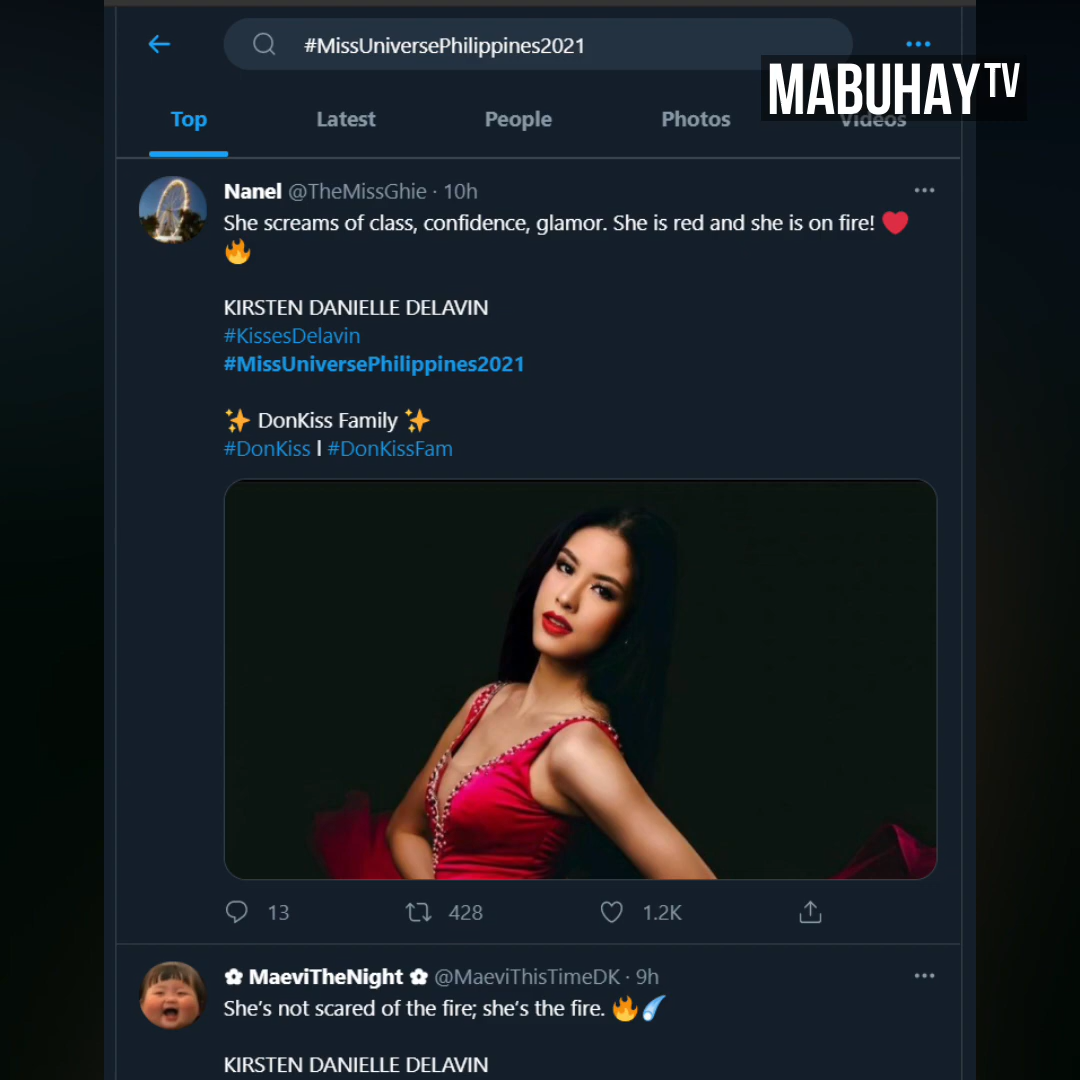 #MissUniversePhilippines2021
MABUHAY TV
Top Latest People Photos Videos
Nanel @TheMissGhie · 10h
She screams of class, confidence, glamor. She is red and she is on fire! ❤️
🔥
KIRSTEN DANIELLE DELAVIN
#KissesDelavin
#MissUniversePhilippines2021
✨ DonKiss Family ✨
#DonKiss l #DonKissFam
13 428 1.2K
✿ MaeviTheNight ✿ @MaeviThisTimeDK · 9h
She's not scared of the fire; she's the fire. 🔥☄️
KIRSTEN DANIELLE DELAVIN